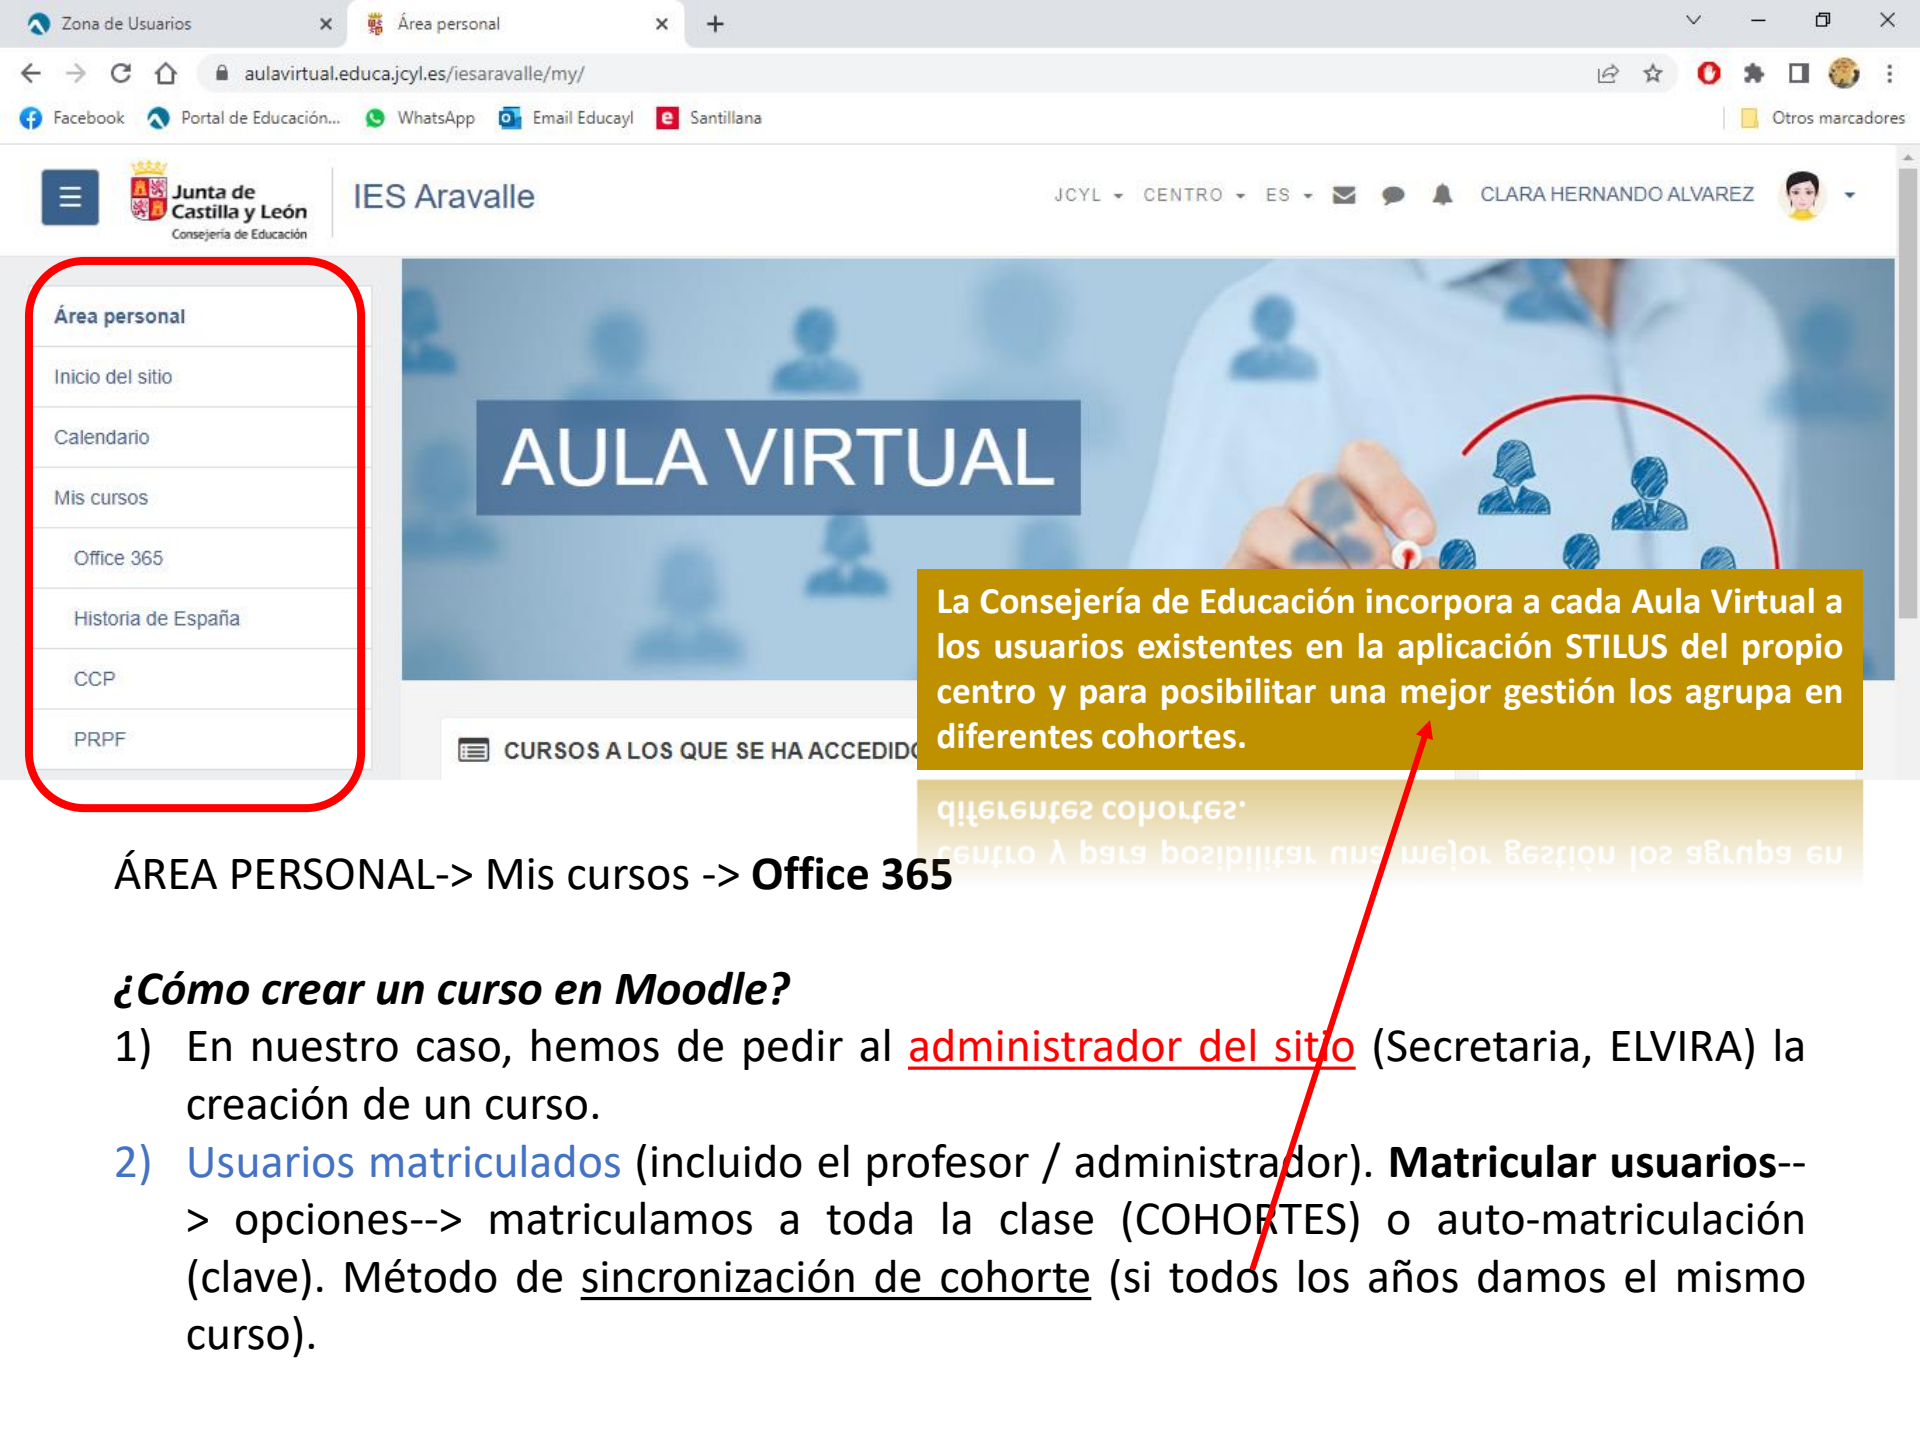 Zona de Usuarios
Área personal
aulavirtual.educa.jcyl.es/iesaravalle/my/
Facebook
Portal de Educación...
WhatsApp
Email Educayl
Santillana
Otros marcadores
Junta de
Castilla y León
Consejería de Educación
IES Aravalle
JCYL
CENTRO
ES
CLARA HERNANDO ALVAREZ
Área personal
Inicio del sitio
Calendario
Mis cursos
Office 365
Historia de España
CCP
PRPF
AULA VIRTUAL
CURSOS A LOS QUE SE HA ACCEDIDO
La Consejería de Educación incorpora a cada Aula Virtual a
los usuarios existentes en la aplicación STILUS del propio
centro y para posibilitar una mejor gestión los agrupa en
diferentes cohortes.
ÁREA PERSONAL-> Mis cursos -> Office 365
¿Cómo crear un curso en Moodle?
1) En nuestro caso, hemos de pedir al administrador del sitio (Secretaria, ELVIRA) la
creación de un curso.
2) Usuarios matriculados (incluido el profesor / administrador). Matricular usuarios--
> opciones--> matriculamos a toda la clase (COHORTES) o auto-matriculación
(clave). Método de sincronización de cohorte (si todos los años damos el mismo
curso).